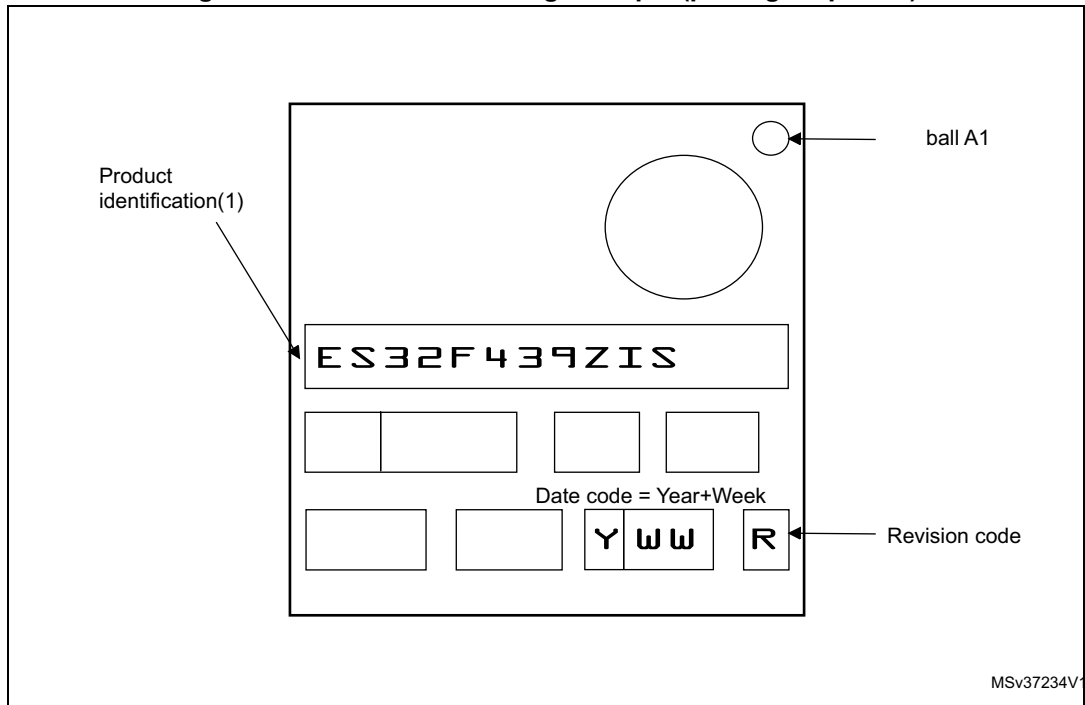 ball A1
Product
identification(1)
ES32F439ZIS
Date code = Year+Week
Y WW R
Revision code
MSv37234V1